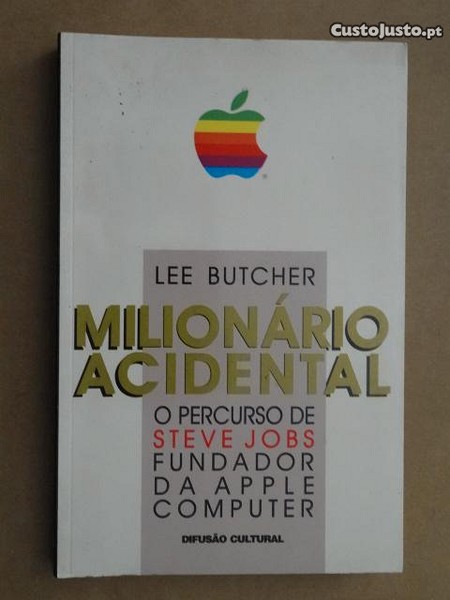 CustoJusto.pt
LEE BUTCHER
MILIONÁRIO
ACIDENTAL
O PERCURSO DE
STEVE JOBS
FUNDADOR
DA APPLE
COMPUTER
DIFUSÃO CULTURAL